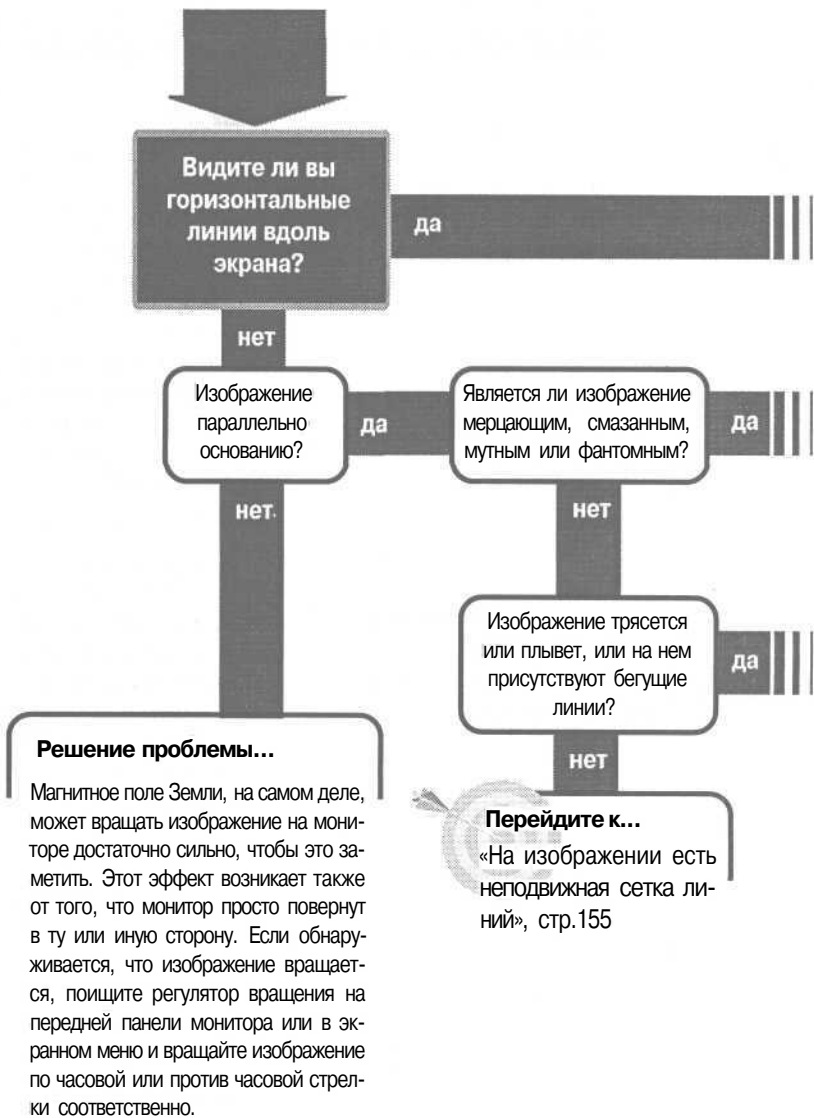 Видите ли вы
горизонтальные
линии вдоль
экрана?
да
нет
Изображение
параллельно
основанию?
да
Является ли изображение
мерцающим, смазанным,
мутным или фантомным?
да
нет.
нет
Изображение трясется
или плывет, или на нем
присутствуют бегущие
линии?
да
нет
Решение проблемы...
Магнитное поле Земли, на самом деле,
может вращать изображение на мони-
торе достаточно сильно, чтобы это за-
метить. Этот эффект возникает также
от того, что монитор просто повернут
в ту или иную сторону. Если обнару-
живается, что изображение вращает-
ся, поищите регулятор вращения на
передней панели монитора или в эк-
ранном меню и вращайте изображение
по часовой или против часовой стрел-
ки соответственно.
Перейдите к...
«На изображении есть
неподвижная сетка ли-
ний», стр.155